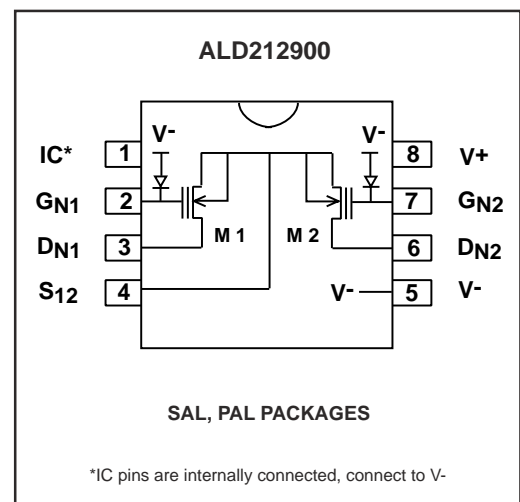 ALD212900
V- V-
IC* 1 8 V+
GN1 2 7 GN2
DN1 3 M 1 M 2 6 DN2
S12 4 V- 5 V-
SAL, PAL PACKAGES
*IC pins are internally connected, connect to V-